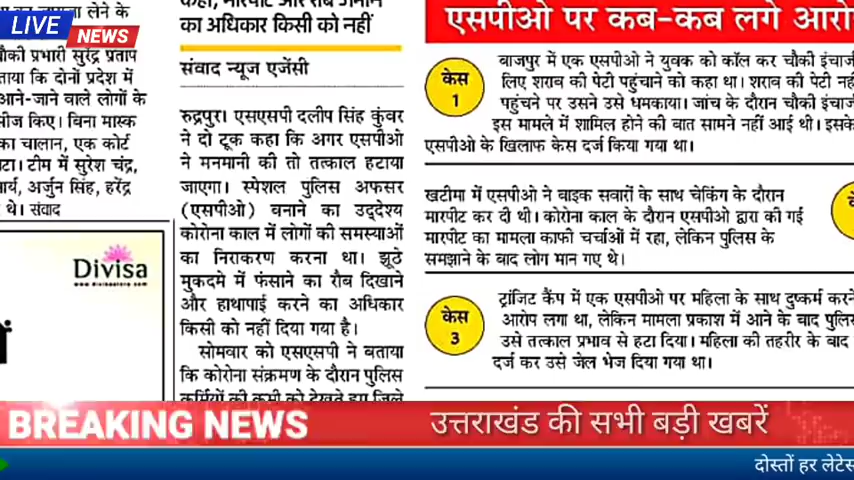 LIVE
NEWS
लेने के
चौकी प्रभारी सुरेंद्र प्रताप
बताया कि दोनों प्रदेश में
आने-जाने वाले लोगों के
सीज किए। बिना मास्क
का चालान, एक कोर्ट
टीम में सुरेश चंद्र,
अर्जुन सिंह, हरेंद्र
थे। संवाद
Divisa
का अधिकार किसी को नहीं
संवाद न्यूज एजेंसी
रुद्रपुर। एसएसपी दलीप सिंह कुंवर
ने दो टूक कहा कि अगर एसपीओ
ने मनमानी की तो तत्काल हटाया
जाएगा। स्पेशल पुलिस अफसर
(एसपीओ) बनाने का उद्देश्य
कोरोना काल में लोगों की समस्याओं
का निराकरण करना था। झूठे
मुकदमे में फंसाने का रौब दिखाने
और हाथापाई करने का अधिकार
किसी को नहीं दिया गया है।
सोमवार को एसएसपी ने बताया
कि कोरोना संक्रमण के दौरान पुलिस
एसपीओ पर कब-कब लगे आरो
केस
1
बाजपुर में एक एसपीओ ने युवक को कॉल कर चौकी इंचार्ज
लिए शराब की पेटी पहुंचाने को कहा था। शराब की पेटी नहीं
पहुंचने पर उसने उसे धमकाया। जांच के दौरान चौकी इंचार्ज
इस मामले में शामिल होने की बात सामने नहीं आई थी। इसके
एसपीओ के खिलाफ केस दर्ज किया गया था।
खटीमा में एसपीओ ने बाइक सवारों के साथ चेकिंग के दौरान
मारपीट कर दी थी। कोरोना काल के दौरान एसपीओ द्वारा की गई
मारपीट का मामला काफी चर्चाओं में रहा, लेकिन पुलिस के
समझाने के बाद लोग मान गए थे।
केस
3
ट्रांजिट कैंप में एक एसपीओ पर महिला के साथ दुष्कर्म करने
आरोप लगा था, लेकिन मामला प्रकाश में आने के बाद पुलिस
उसे तत्काल प्रभाव से हटा दिया। महिला की तहरीर के बाद
दर्ज कर उसे जेल भेज दिया गया था।
BREAKING NEWS
उत्तराखंड की सभी बड़ी खबरें
दोस्तों हर लेटेस